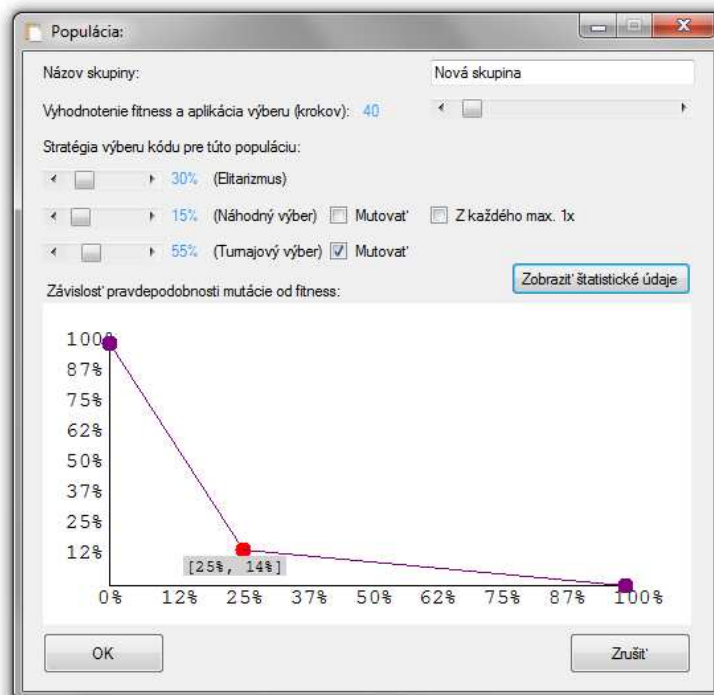 Populácia:
Názov skupiny: Nová skupina
Vyhodnotenie fitness a aplikácia výberu (krokov): 40
Stratégia výberu kódu pre túto populáciu:
30% (Elitarizmus)
15% (Náhodný výber) Mutovať Z každého max. 1x
55% (Turnajový výber) Mutovať
Zobraziť štatistické údaje
Závislosť pravdepodobnosti mutácie od fitness:
100%
87%
75%
62%
50%
37%
25%
12%
[25%, 14%]
0% 12% 25% 37% 50% 62% 75% 87% 100%
OK Zrušiť